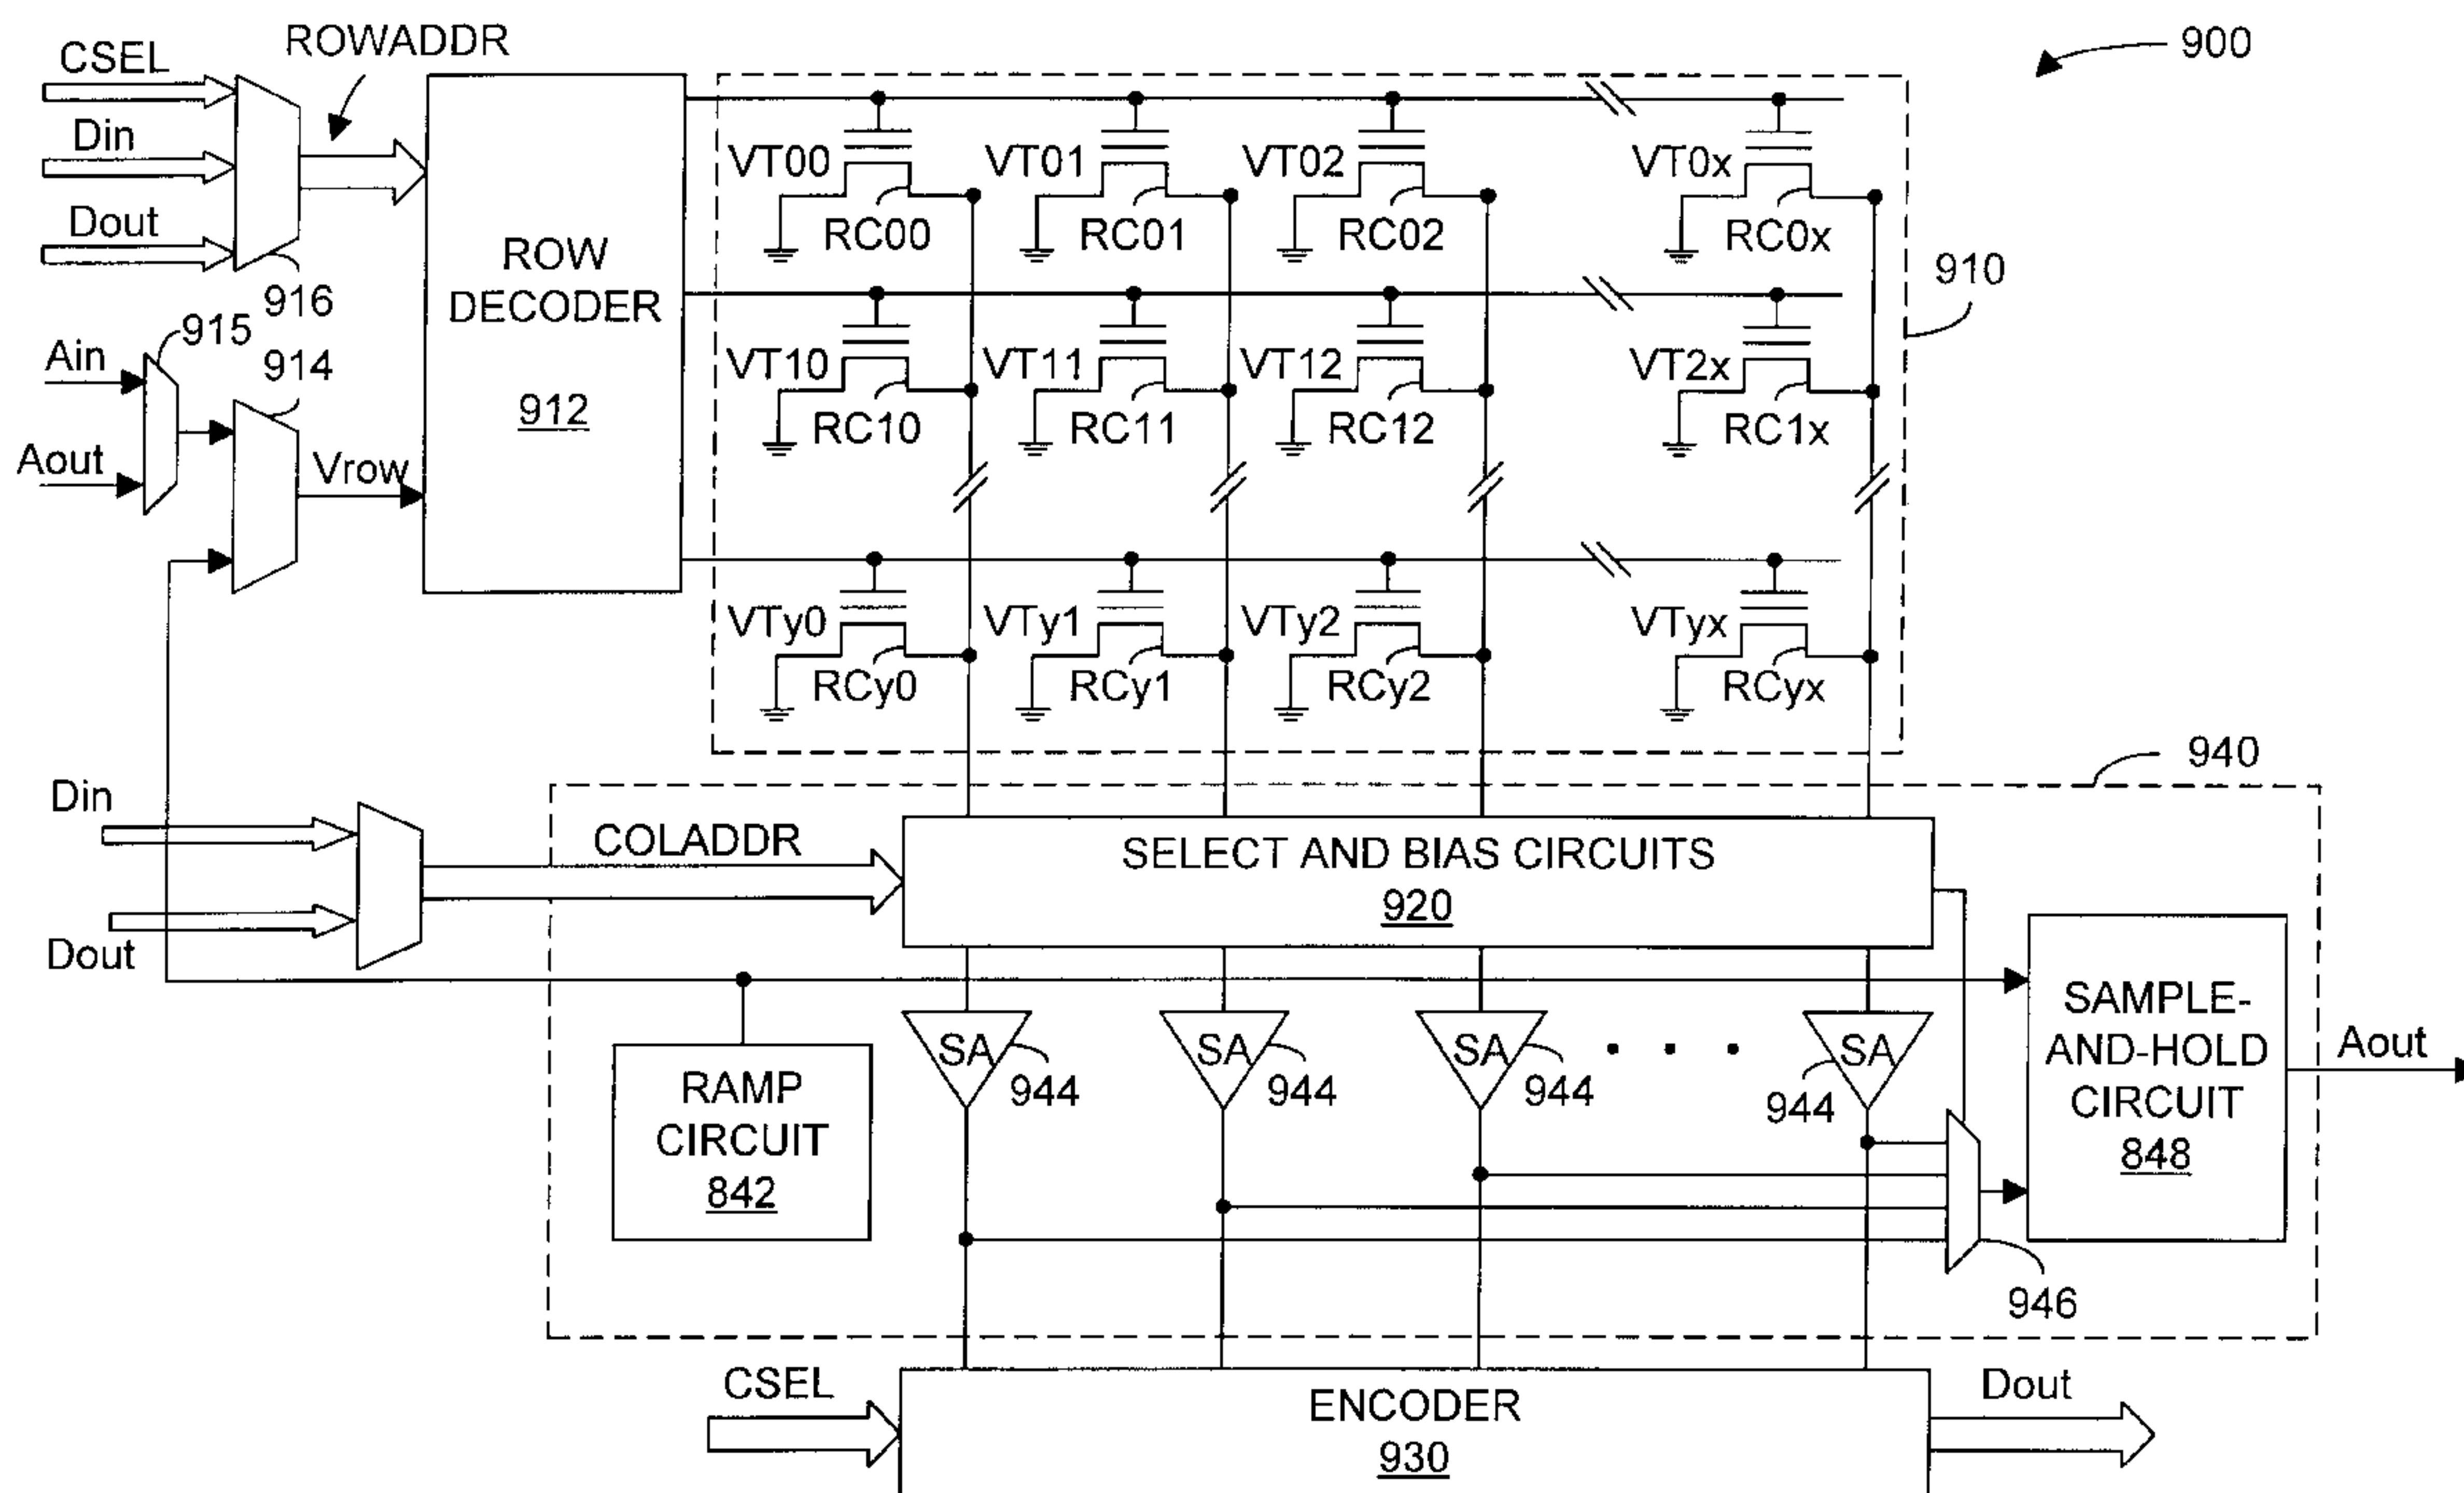 CSEL
ROWADDR
900
Din
Dout
916
ROW
DECODER
912
VT00
VT01
VT02
VT0x
RC00
RC01
RC02
RC0x
910
915
914
Ain
Aout
Vrow
VT10
VT11
VT12
VT2x
RC10
RC11
RC12
RC1x
VTy0
VTy1
VTy2
VTyx
RCy0
RCy1
RCy2
RCyx
940
Din
Dout
COLADDR
SELECT AND BIAS CIRCUITS
920
RAMP
CIRCUIT
842
SA
944
SA
944
SA
944
SA
944
SAMPLE-
AND-HOLD
CIRCUIT
848
Aout
946
CSEL
ENCODER
930
Dout